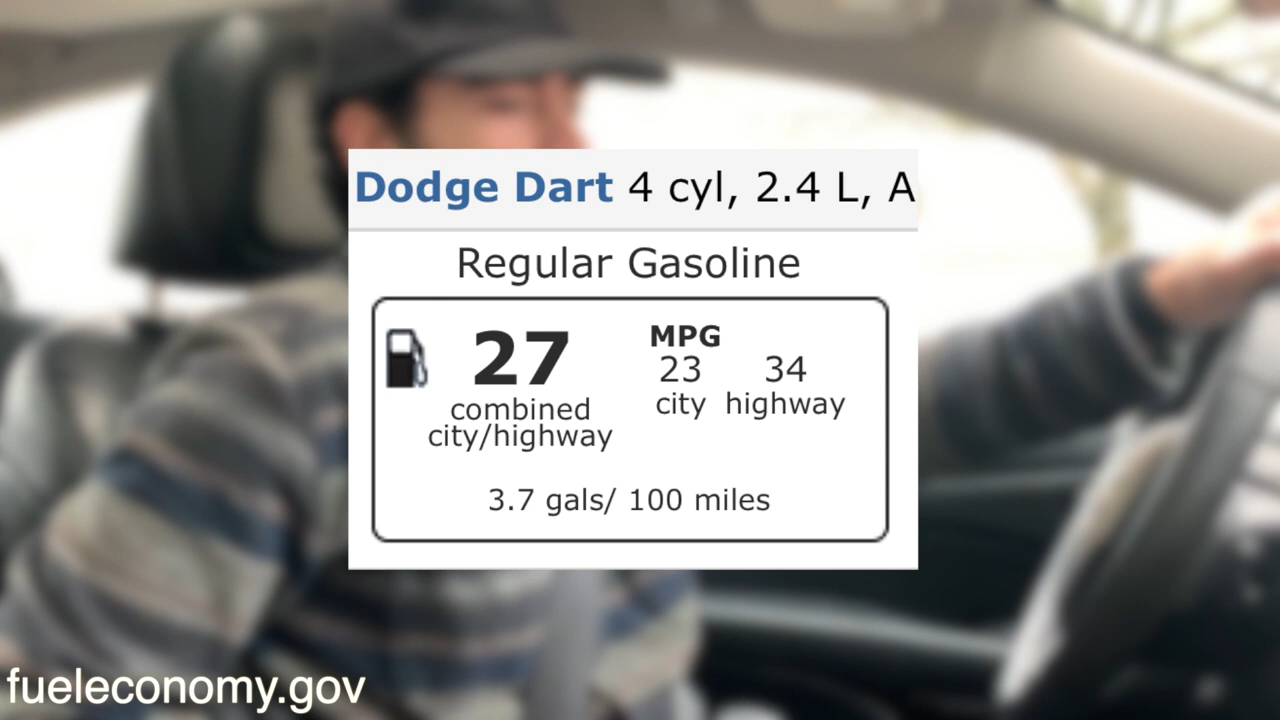 Dodge Dart 4 cyl, 2.4 L, A
Regular Gasoline
27
combined
city/highway
MPG
23 34
city highway
3.7 gals/ 100 miles
fueleconomy.gov